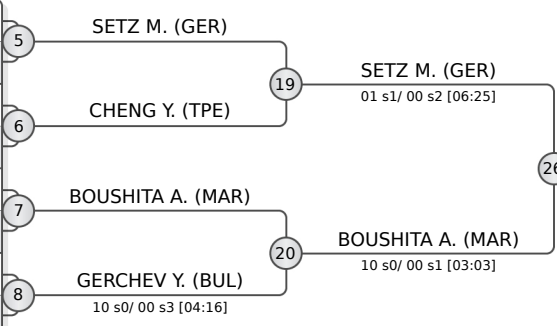 SETZ M. (GER)
5
19
SETZ M. (GER)
01 s1/ 00 s2 [06:25]
CHENG Y. (TPE)
6
26
BOUSHITA A. (MAR)
7
20
BOUSHITA A. (MAR)
10 s0/ 00 s1 [03:03]
GERCHEV Y. (BUL)
8
10 s0/ 00 s3 [04:16]